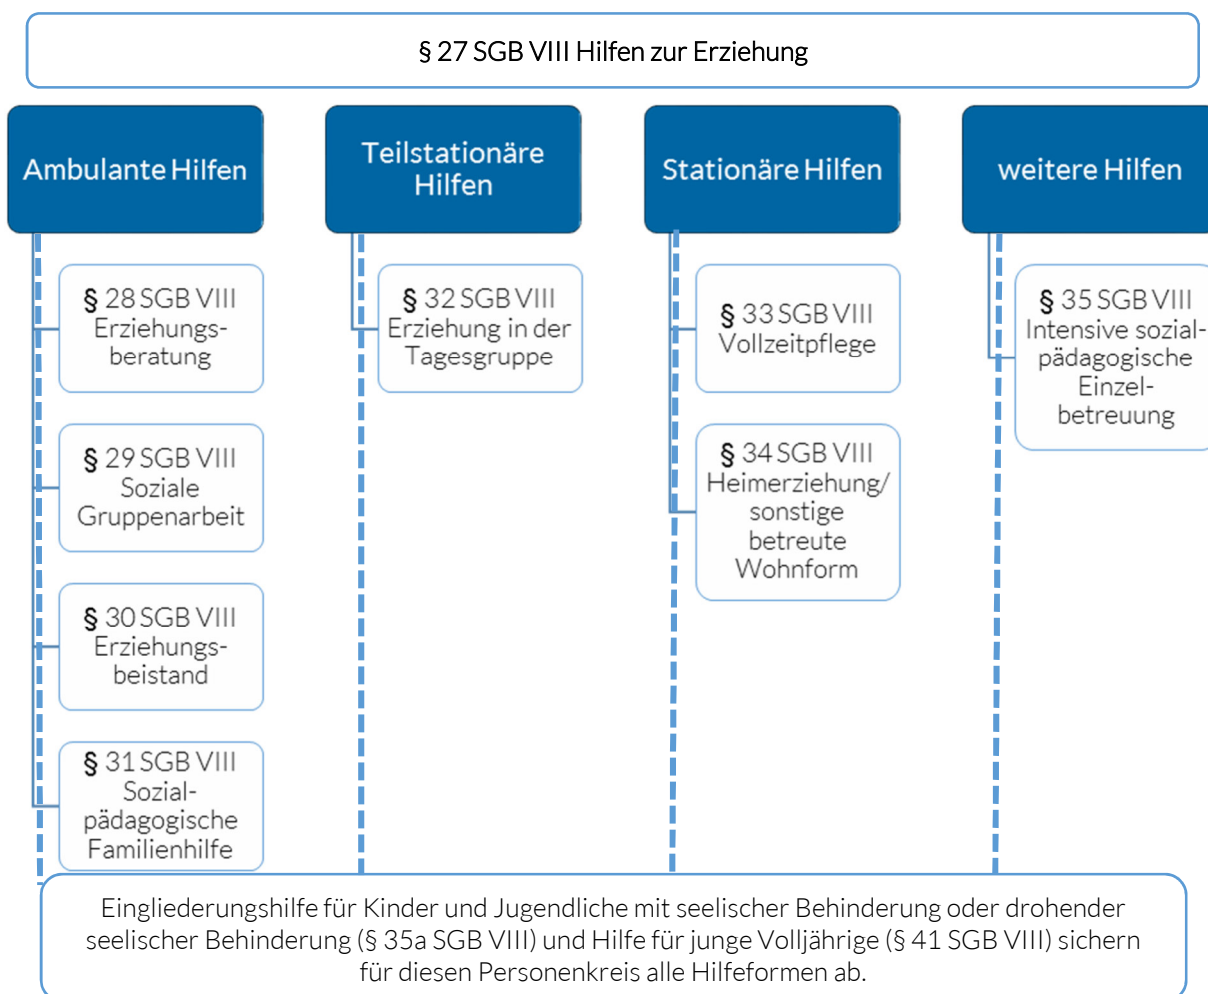 § 27 SGB VIII Hilfen zur Erziehung
Ambulante Hilfen
§ 28 SGB VIII
Erziehungs-
beratung
§ 29 SGB VIII
Soziale
Gruppenarbeit
§ 30 SGB VIII
Erziehungs-
beistand
§ 31 SGB VIII
Sozial-
pädagogische
Familienhilfe
Teilstationäre
Hilfen
§ 32 SGB VIII
Erziehung in der
Tagesgruppe
Stationäre Hilfen
§ 33 SGB VIII
Vollzeitpflege
§ 34 SGB VIII
Heimerziehung/
sonstige
betreute
Wohnform
weitere Hilfen
§ 35 SGB VIII
Intensive sozial-
pädagogische
Einzel-
betreuung
Eingliederungshilfe für Kinder und Jugendliche mit seelischer Behinderung oder drohender
seelischer Behinderung (§ 35a SGB VIII) und Hilfe für junge Volljährige (§ 41 SGB VIII) sichern
für diesen Personenkreis alle Hilfeformen ab.